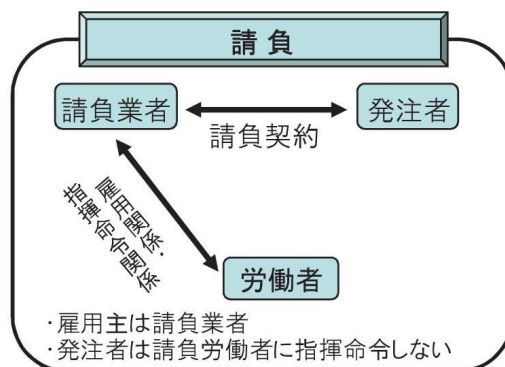 請負
請負業者
発注者
請負契約
雇用関係・
指揮命令関係
労働者
・雇用主は請負業者
・発注者は請負労働者に指揮命令しない